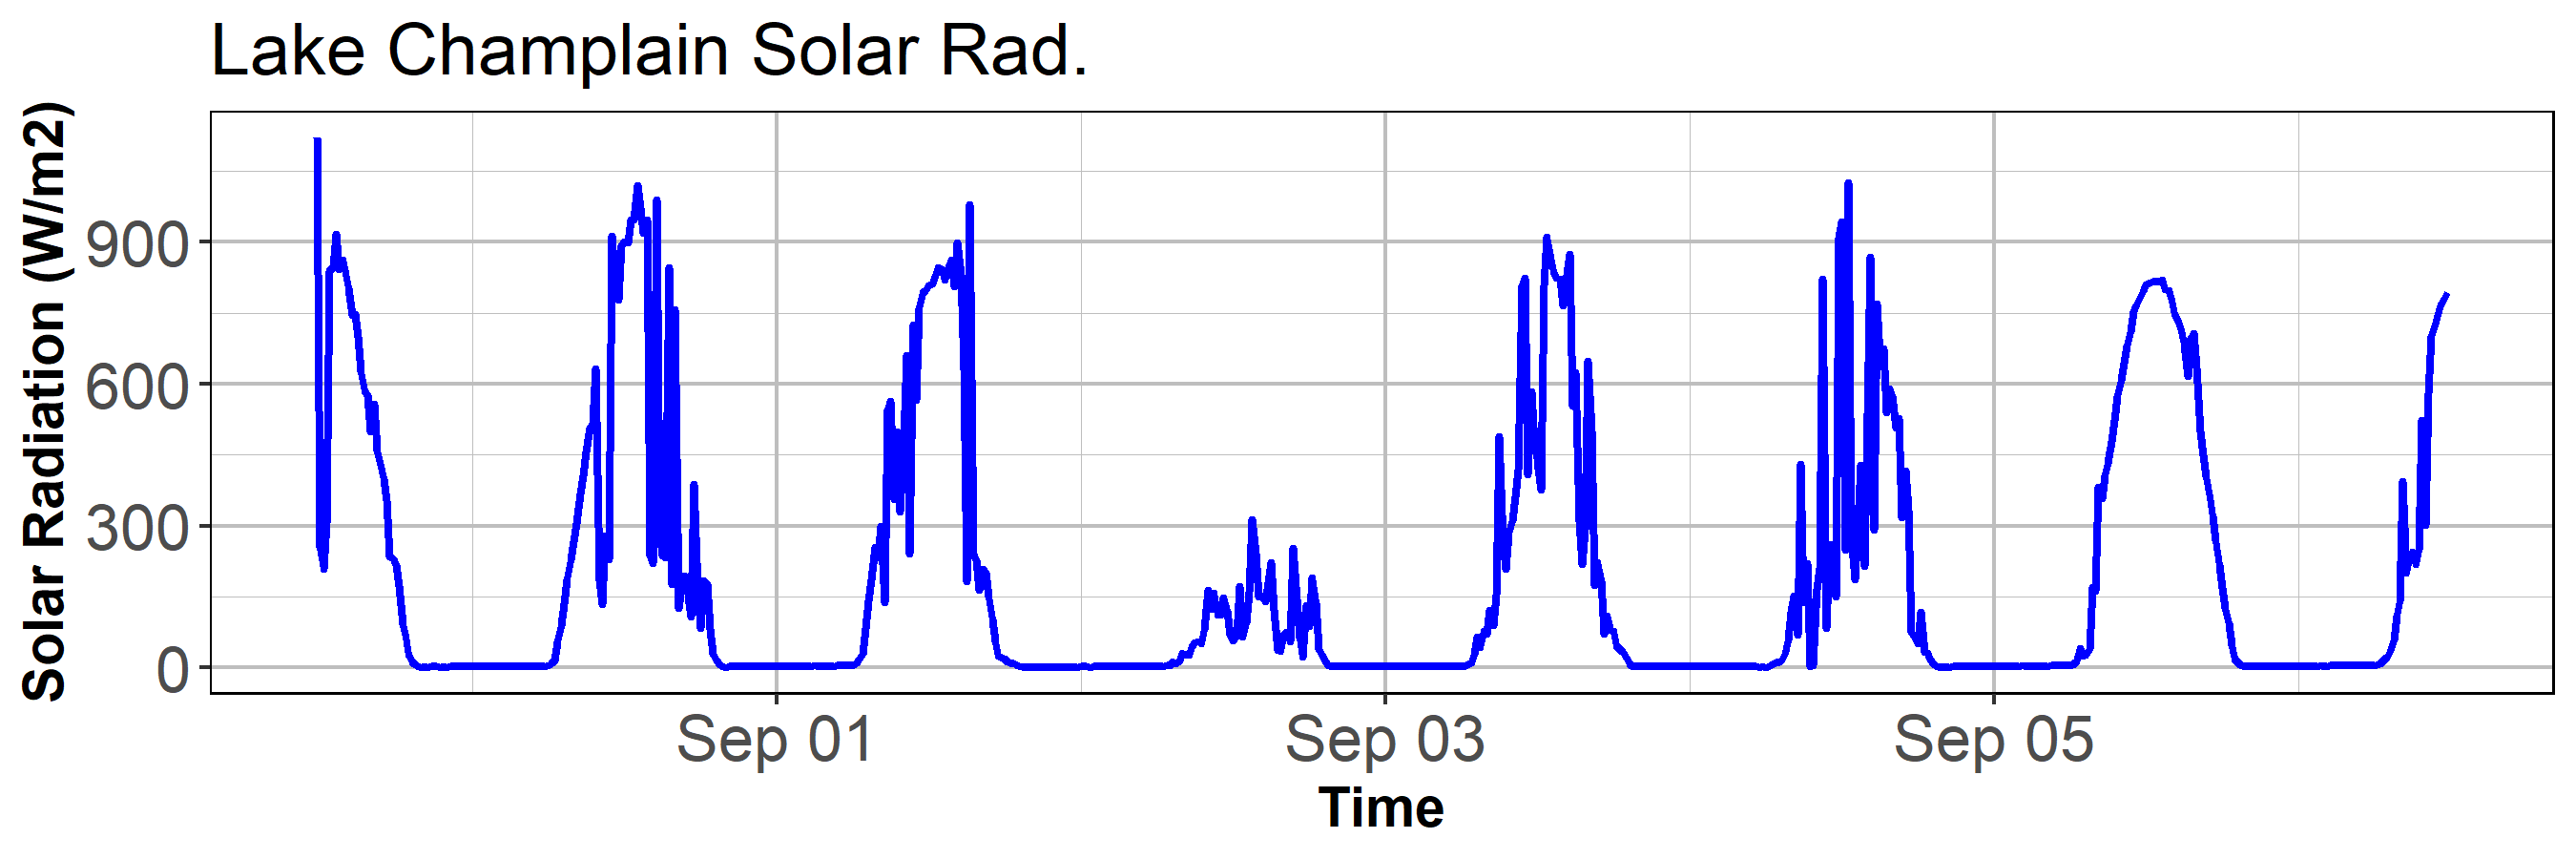 Lake Champlain Solar Rad.
Solar Radiation (W/m2)
900
600
300
0
Sep 01 Sep 03 Sep 05
Time